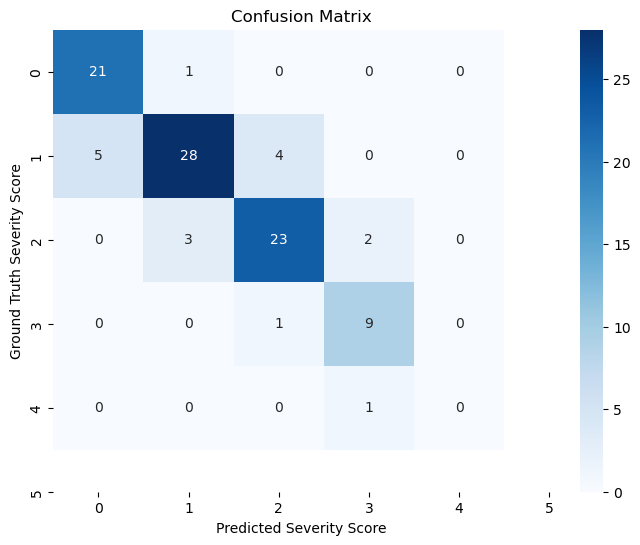 Confusion Matrix
0 21 1 0 0 0
1 5 28 4 0 0
2 0 3 23 2 0
3 0 0 1 9 0
4 0 0 0 1 0
5
0 1 2 3 4 5
Predicted Severity Score
Ground Truth Severity Score
25
20
15
10
5
0